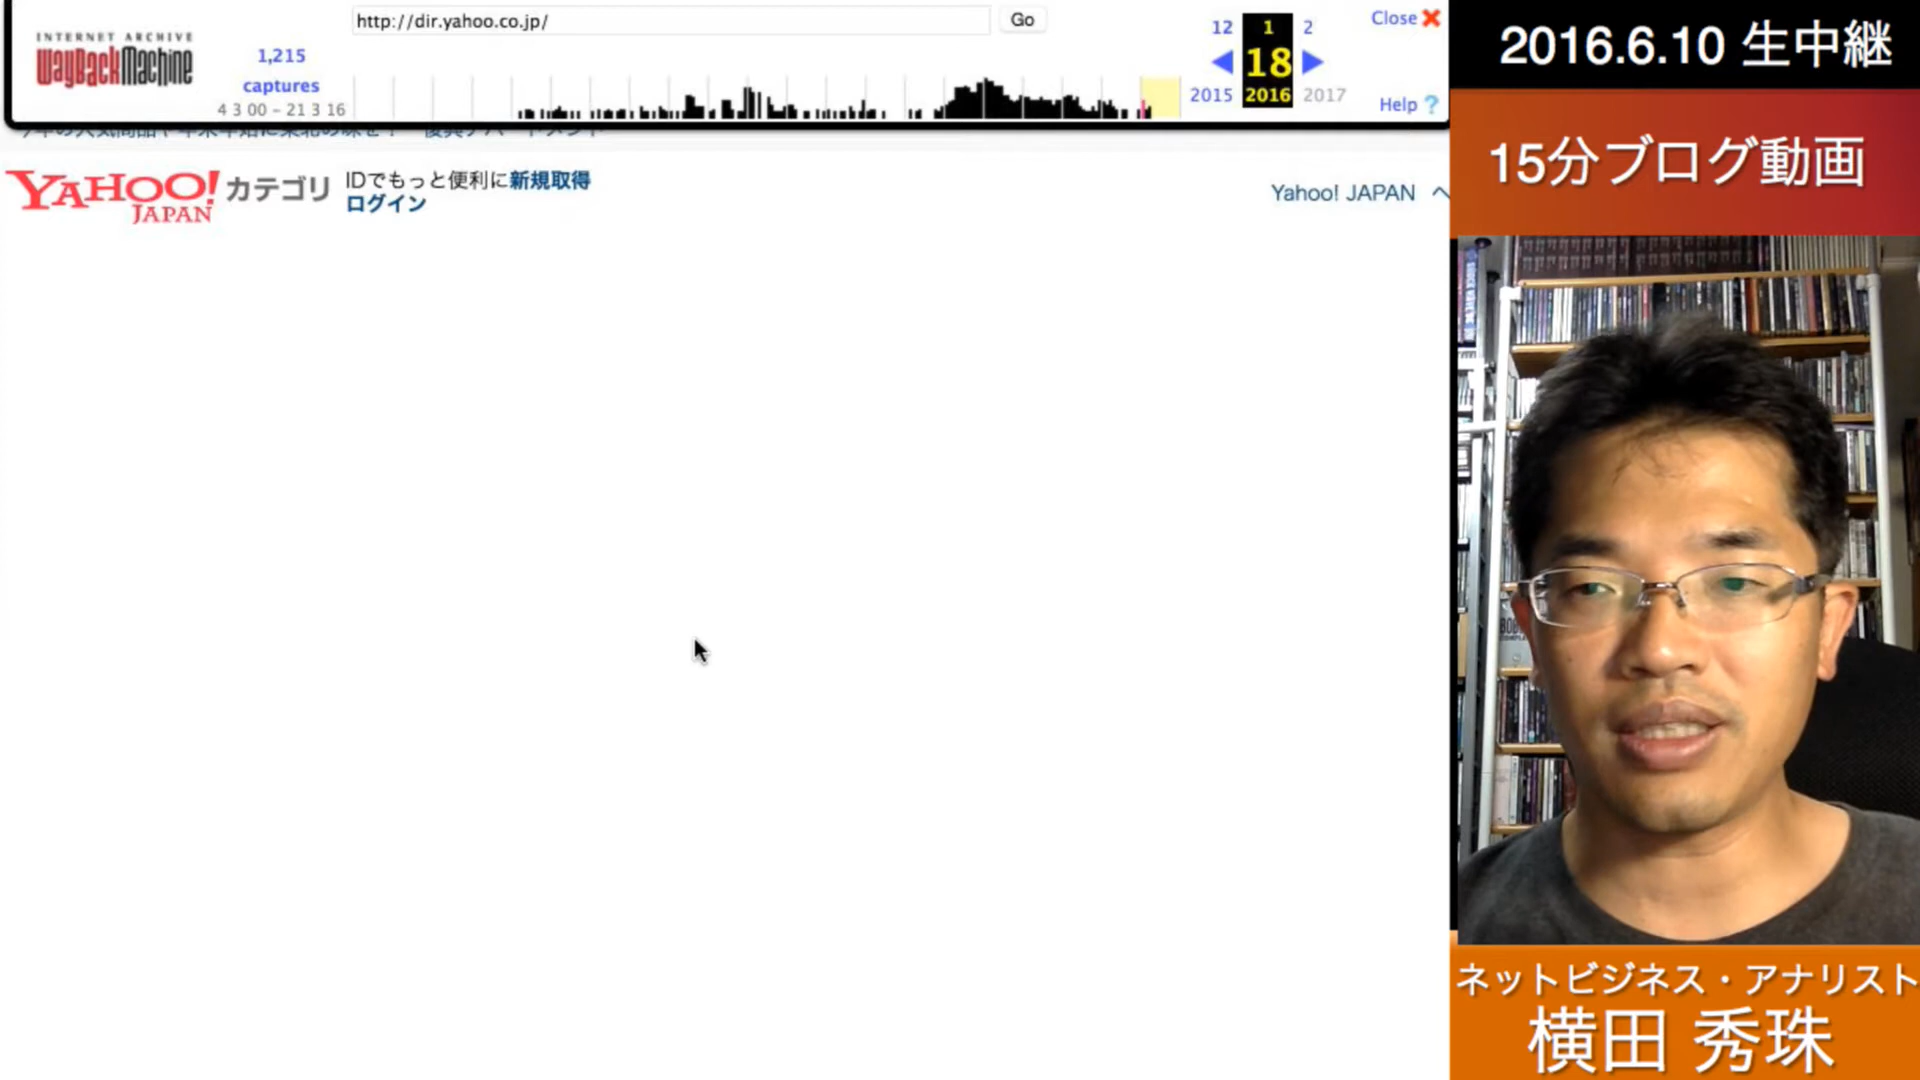 http://dir.yahoo.co.jp/
Go
Close
INTERNET ARCHIVE
WayBackMachine
1,215
captures
4 3 00 - 21 3 16
12
1
2
18
2015
2016
2017
Help ?
YAHOO!
JAPAN
カテゴリ
IDでもっと便利に新規取得
ログイン
Yahoo! JAPAN
2016.6.10 生中継
15分ブログ動画
ネットビジネス・アナリスト
横田 秀珠